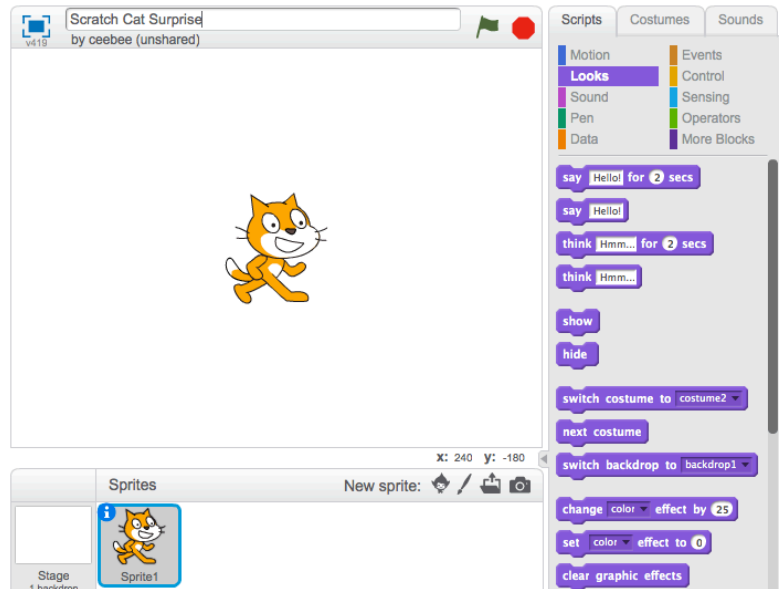 Scratch Cat Surprise
v419
by ceebee (unshared)
Scripts Costumes Sounds
Motion Events
Looks Control
Sound Sensing
Pen Operators
Data More Blocks
say Hello! for 2 secs
say Hello!
think Hmm... for 2 secs
think Hmm...
show
hide
switch costume to costume2
next costume
switch backdrop to backdrop1
change color effect by 25
set color effect to 0
clear graphic effects
X: 240 y: -180
Sprites New sprite:
i
Stage
1 backdrop
Sprite1